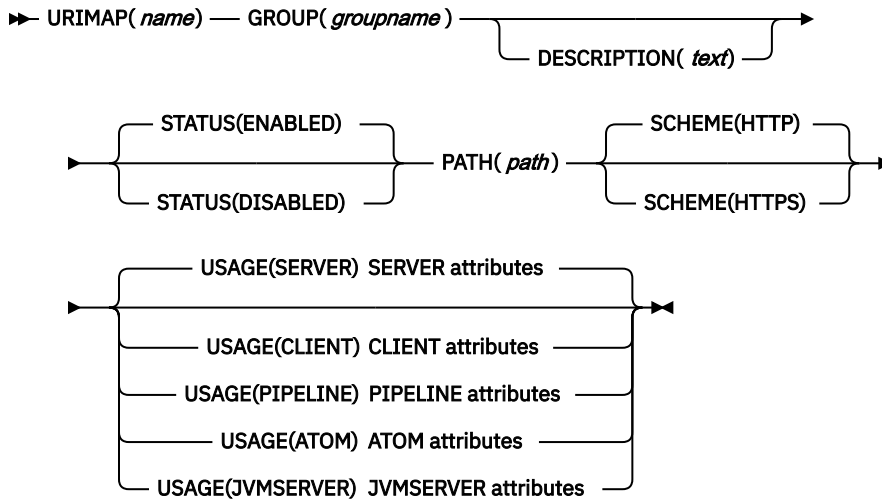 URIMAP( name) GROUP( groupname )
DESCRIPTION( text)
STATUS(ENABLED) SCHEME(HTTP)
PATH( path )
STATUS(DISABLED) SCHEME(HTTPS)
USAGE(SERVER) SERVER attributes
USAGE(CLIENT) CLIENT attributes
USAGE(PIPELINE) PIPELINE attributes
USAGE(ATOM) ATOM attributes
USAGE(JVMSERVER) JVMSERVER attributes